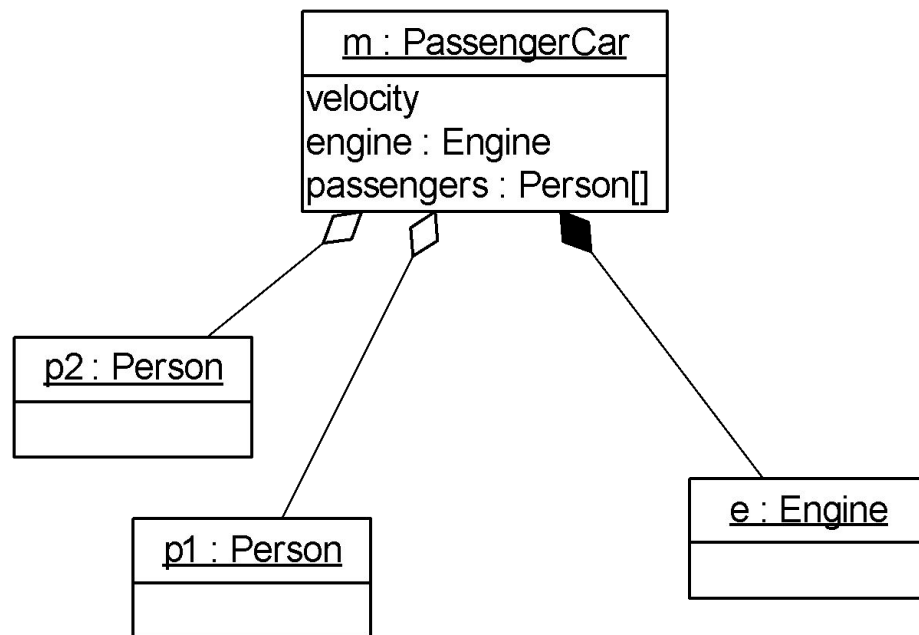 m : PassengerCar
velocity
engine : Engine
passengers : Person[]
p2 : Person
e : Engine
p1 : Person